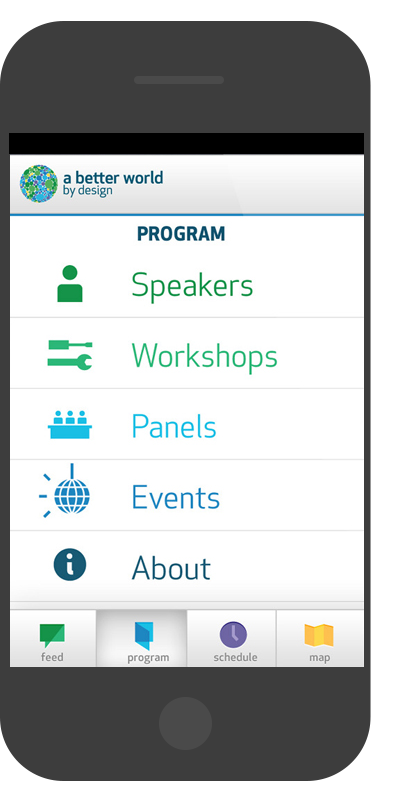 a better world
by design
PROGRAM
Speakers
Workshops
Panels
Events
About
feed
program
schedule
map